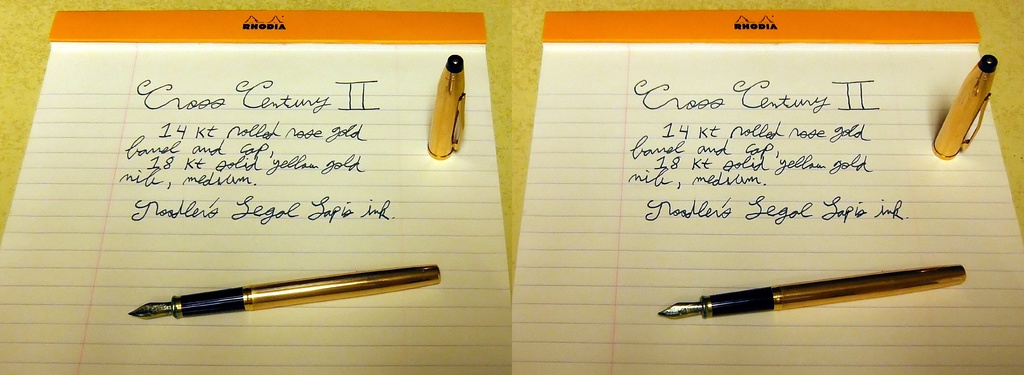 RHODIA
Cross Century II
14 kt rolled rose gold
barrel and cap,
18 kt solid yellow gold
nib, medium.
Noodler's Legal Lapis ink.
RHODIA
Cross Century II
14 kt rolled rose gold
barrel and cap,
18 kt solid yellow gold
nib, medium.
Noodler's Legal Lapis ink.